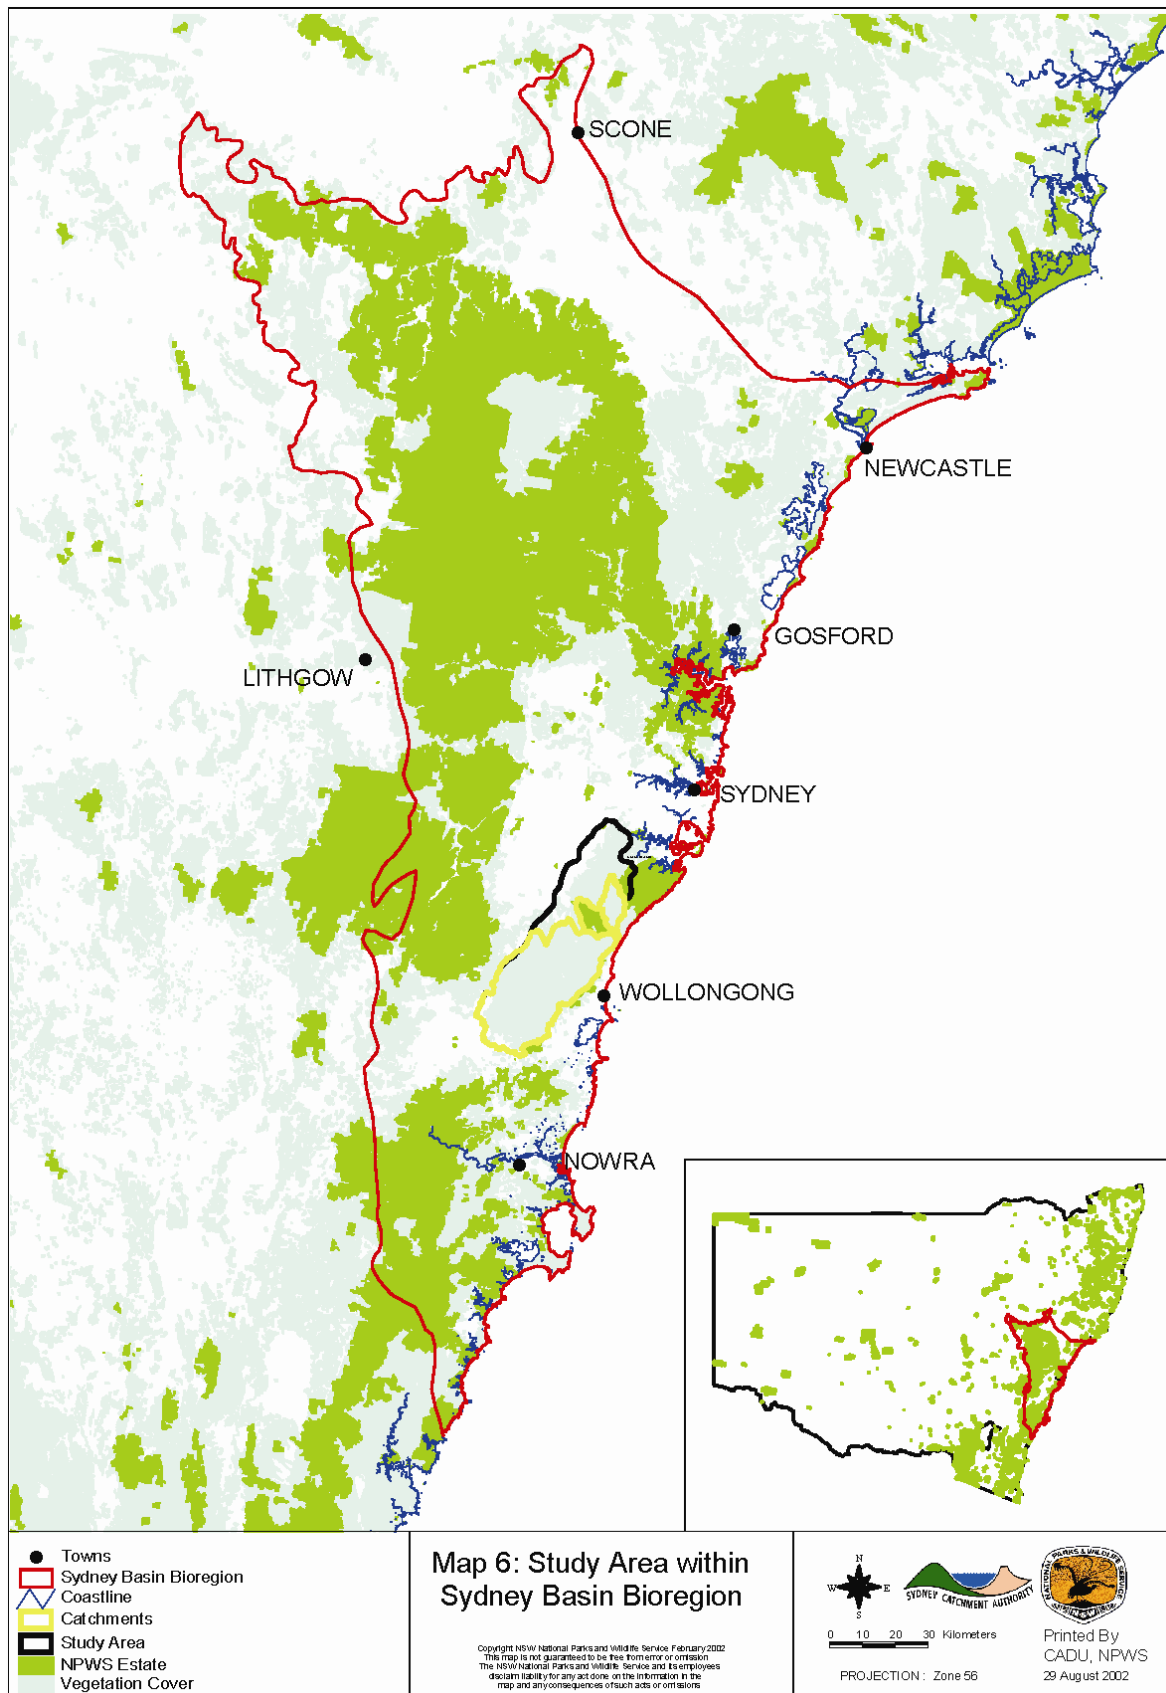 SCONE
NEWCASTLE
GOSFORD
LITHGOW
SYDNEY
WOLLONGONG
NOWRA
Towns
Sydney Basin Bioregion
Coastline
Catchments
Study Area
NPWS Estate
Vegetation Cover
Map 6: Study Area within
Sydney Basin Bioregion
Copyright NSW National Parks and Wildlife Service February 2002
This map is not guaranteed to be free from error or omission
The NSW National Parks and Wildlife Service and its employees
disclaim liability for any act done on the information in the
map and any consequences of such acts or omissions
N
W E
S
0 10 20 30 Kilometers
PROJECTION : Zone 56
SYDNEY CATCHMENT AUTHORITY
NATIONAL PARKS & WILDLIFE SERVICE
Printed By
CADU, NPWS
29 August 2002